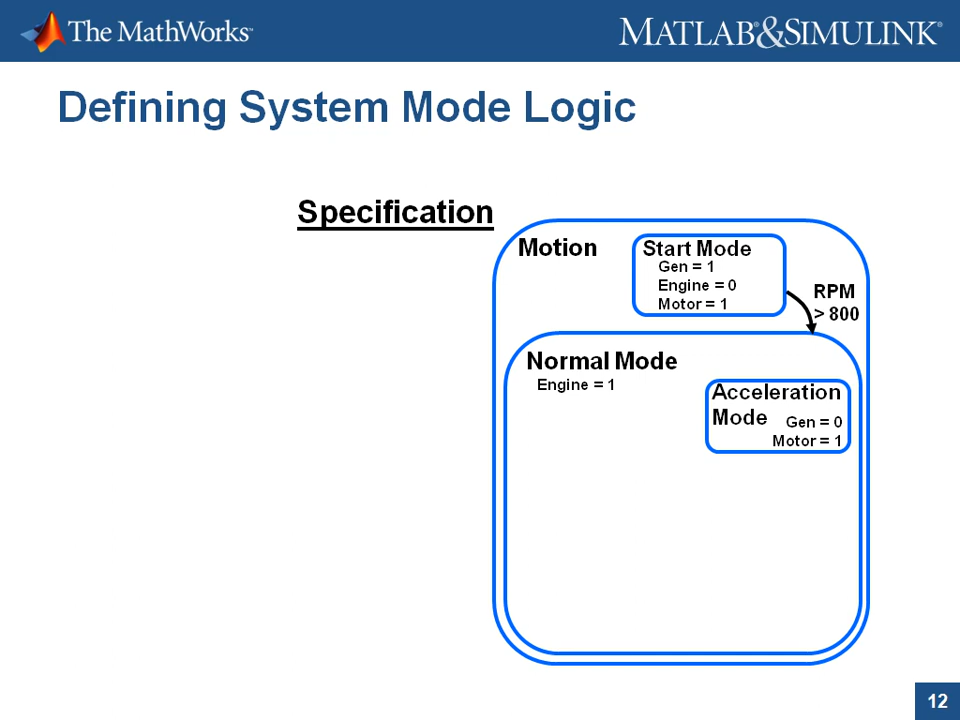 The MathWorks
MATLAB&SIMULINK®
Defining System Mode Logic
Specification
Motion
Start Mode
Gen = 1
Engine = 0
Motor = 1
RPM
> 800
Normal Mode
Engine = 1
Acceleration
Mode Gen = 0
Motor = 1
12